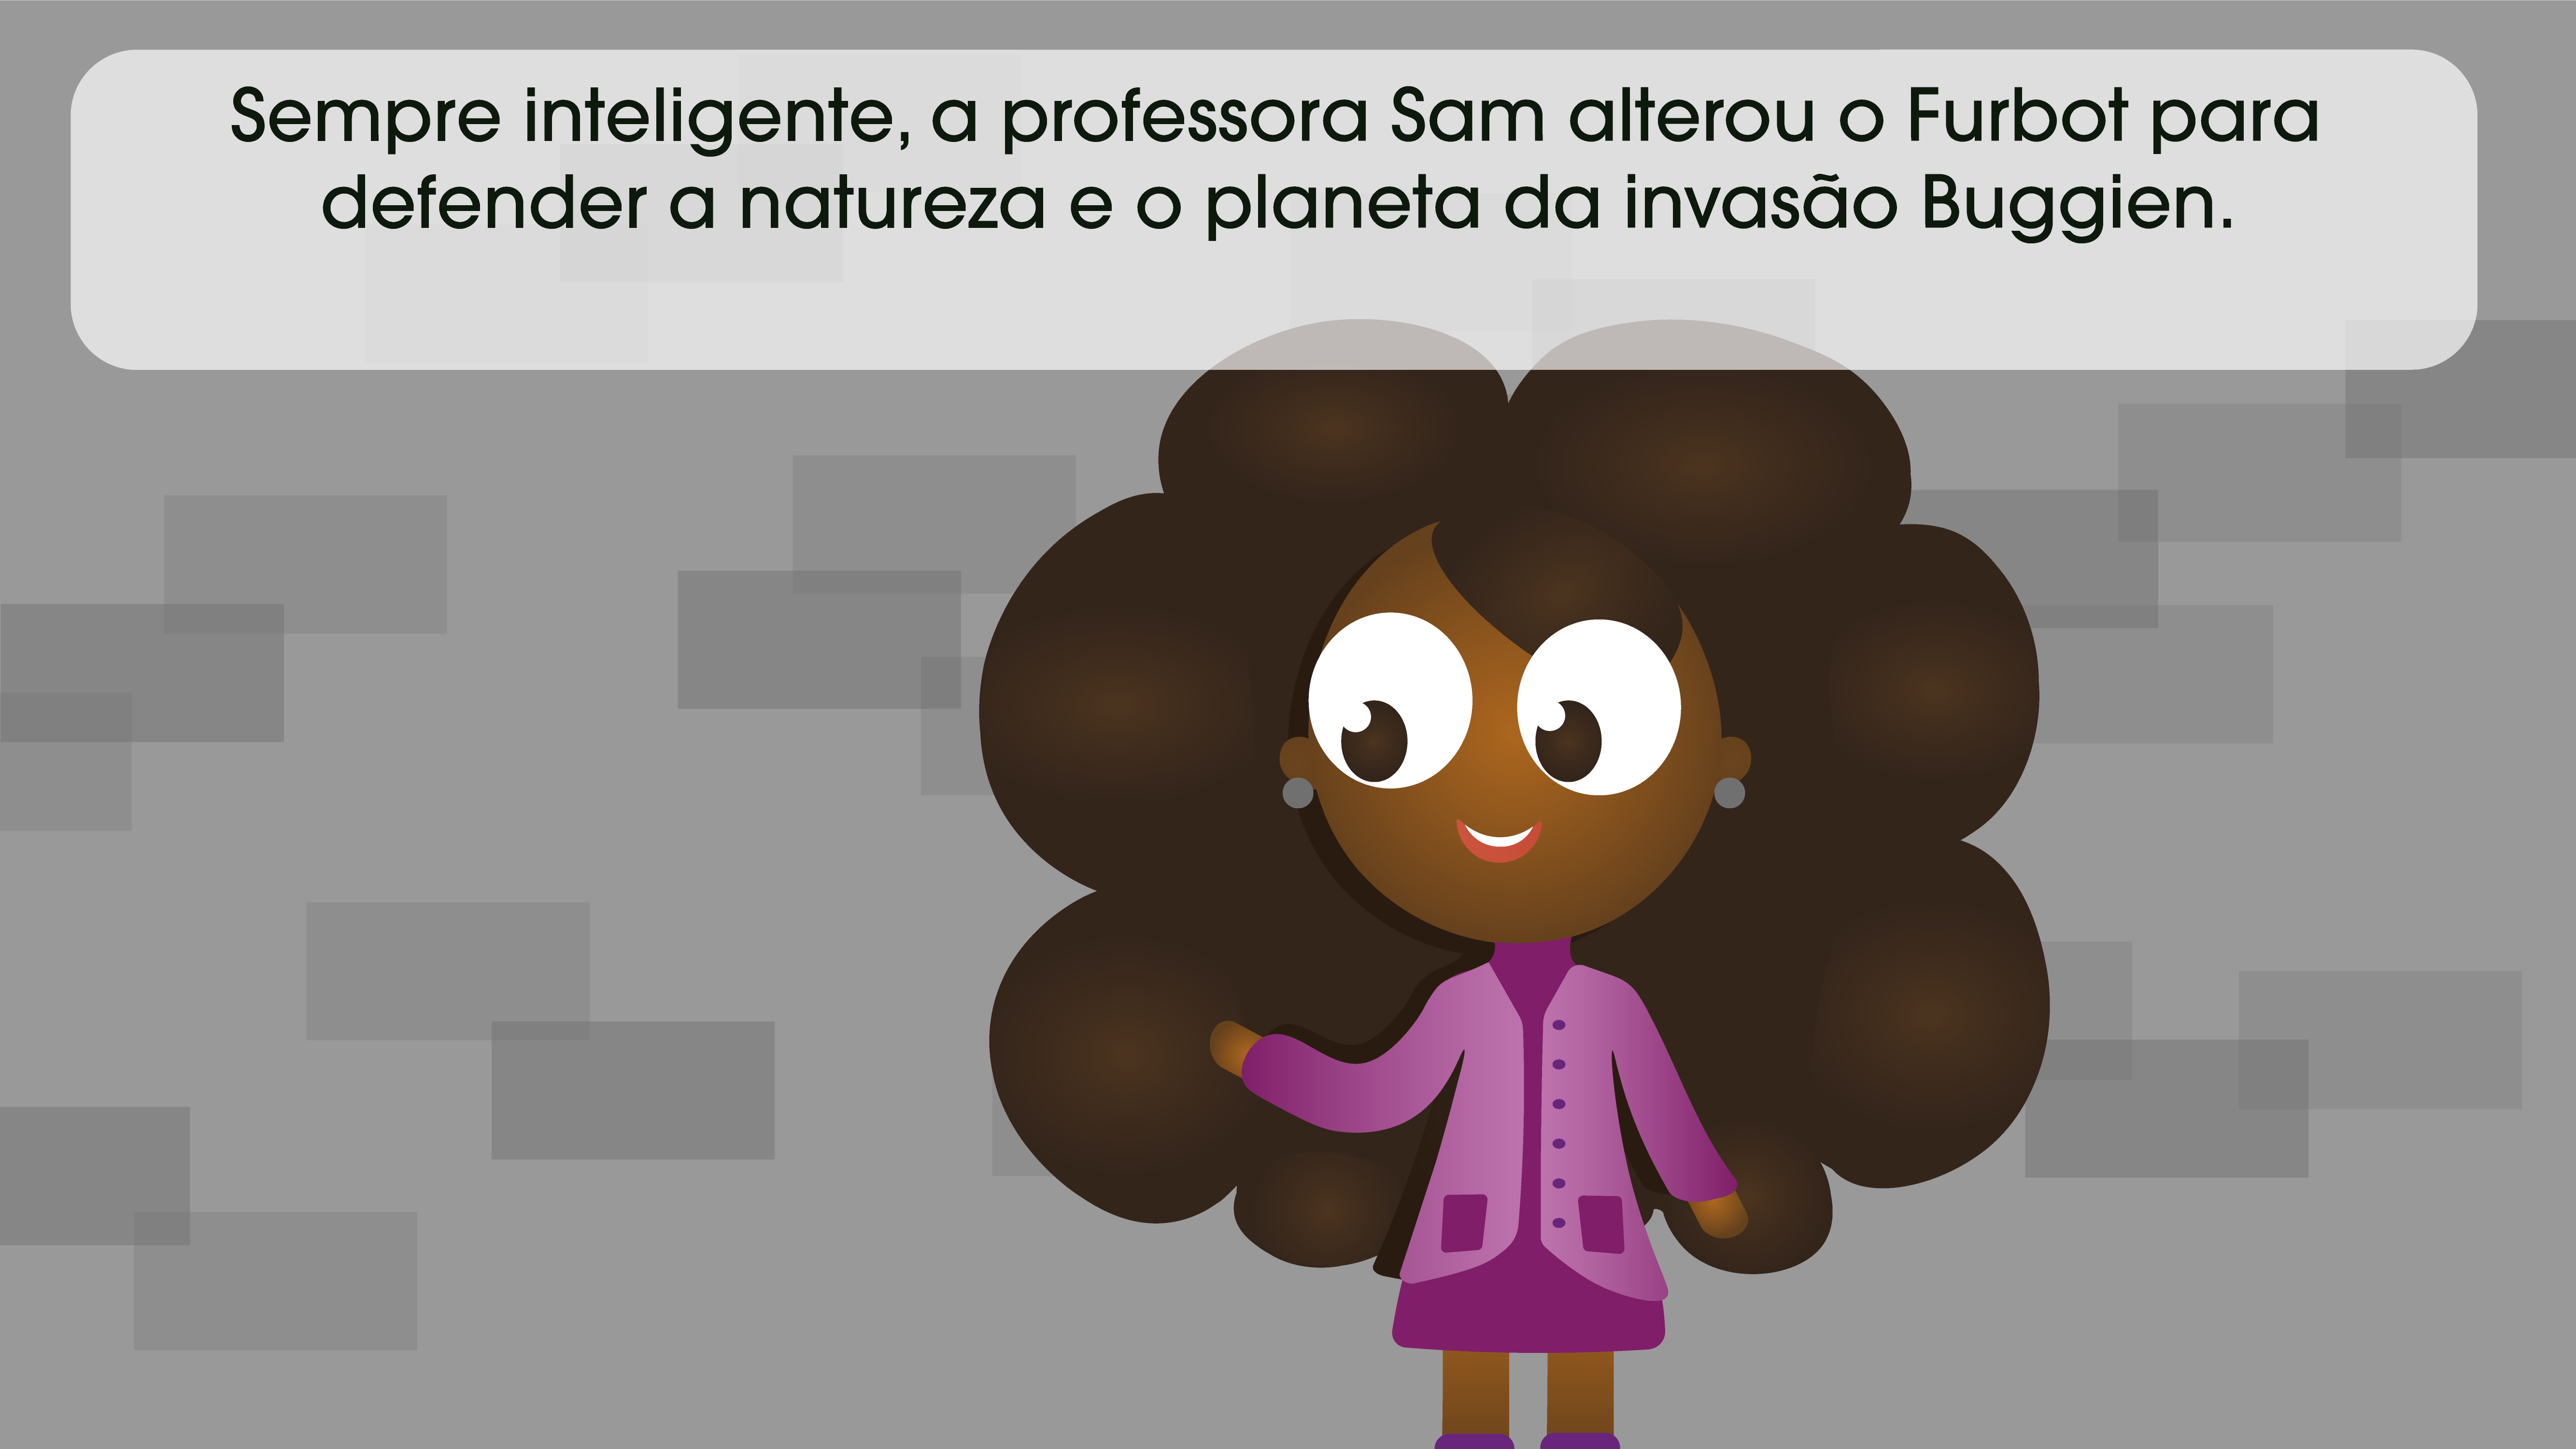 Sempre inteligente, a professora Sam alterou o Furbot para
defender a natureza e o planeta da invasão Buggien.